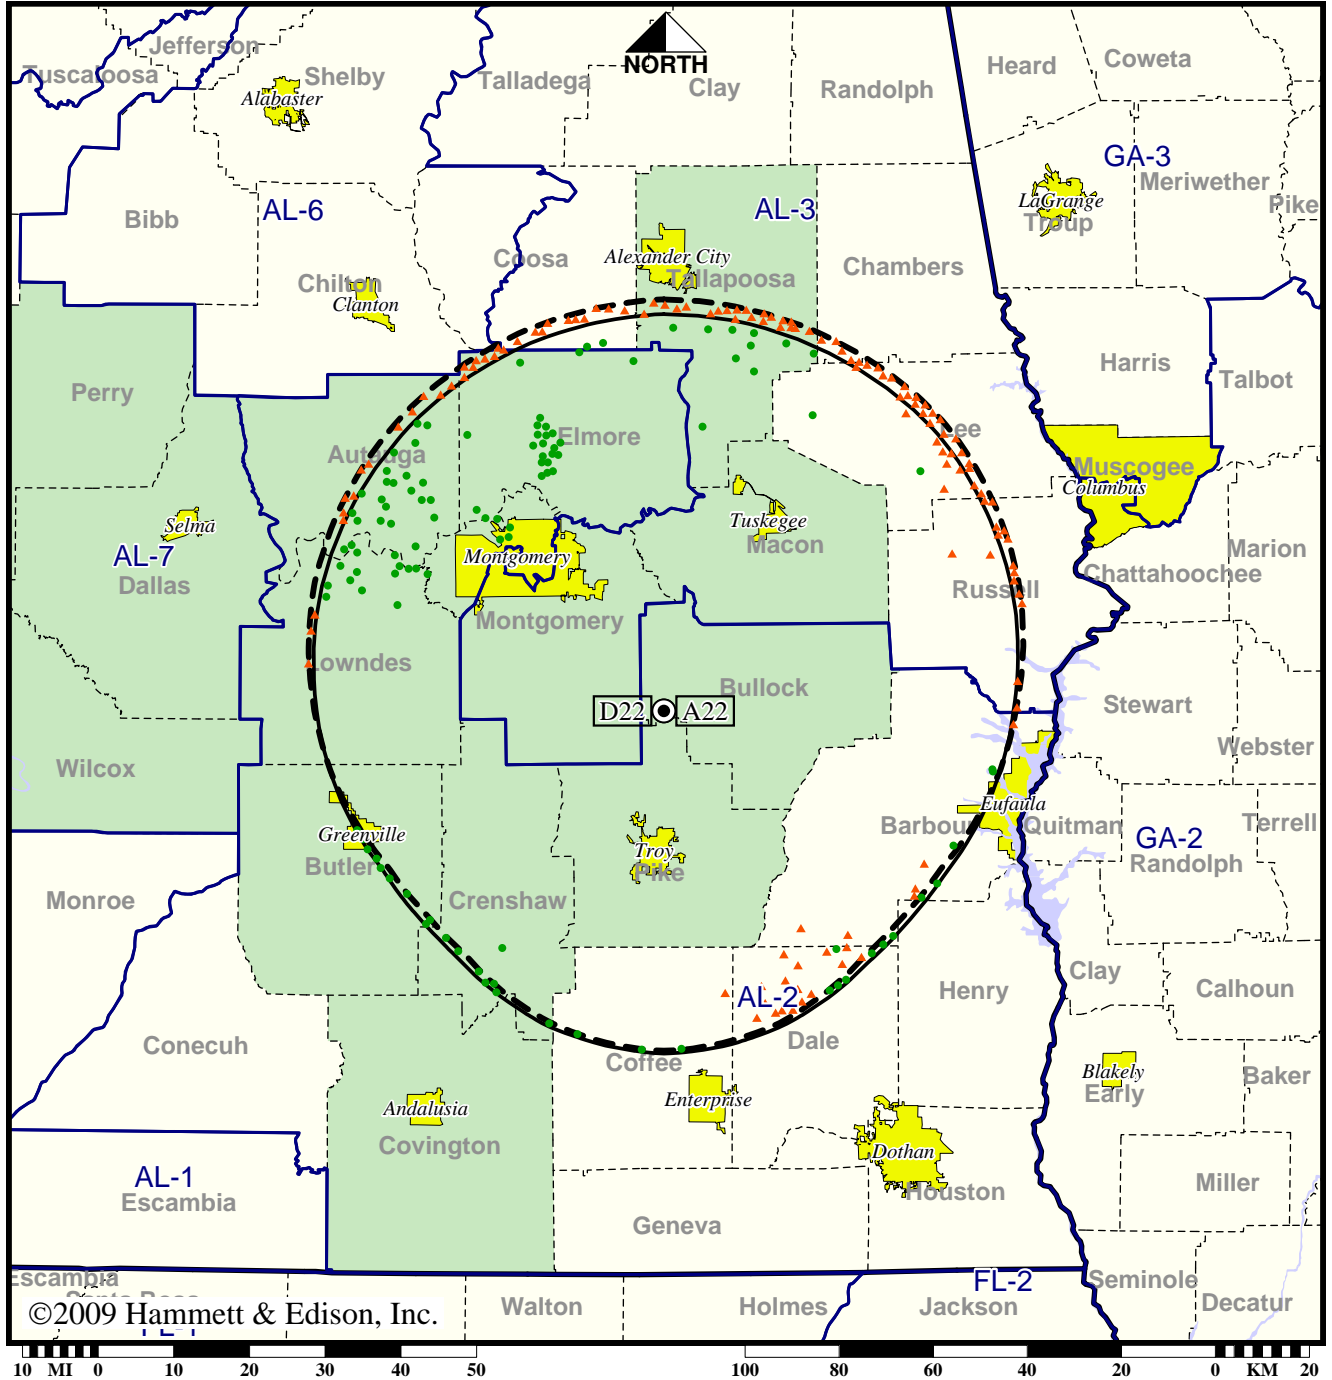 Jefferson
Tuscaloosa
Shelby
Alabaster
Talladega
NORTH
Clay
Randolph
Heard
Coweta
GA-3
Meriwether
LaGrange
Troup
Pike
Bibb
AL-6
AL-3
Coosa
Alexander City
Tallapoosa
Chambers
Chilton
Clanton
Harris
Talbot
Perry
Elmore
Lee
Autauga
Muscogee
Columbus
Selma
AL-7
Dallas
Tuskegee
Macon
Montgomery
Montgomery
Marion
Chattahoochee
Russell
Lowndes
Bullock
D22
A22
Stewart
Webster
Wilcox
Eufaula
Barbour
Quitman
GA-2
Randolph
Terrell
Greenville
Butler
Troy
Pike
Monroe
Crenshaw
Clay
Calhoun
AL-2
Henry
Conecuh
Coffee
Dale
Blakely
Early
Baker
Andalusia
Covington
Enterprise
Dothan
Houston
AL-1
Escambia
Miller
Geneva
Escambia
Santa Rosa
Walton
Holmes
FL-2
Jackson
Seminole
Decatur
©2009 Hammett & Edison, Inc.
FL-1
10 MI 0 10 20 30 40 50
100 80 60 40 20 0 KM 20